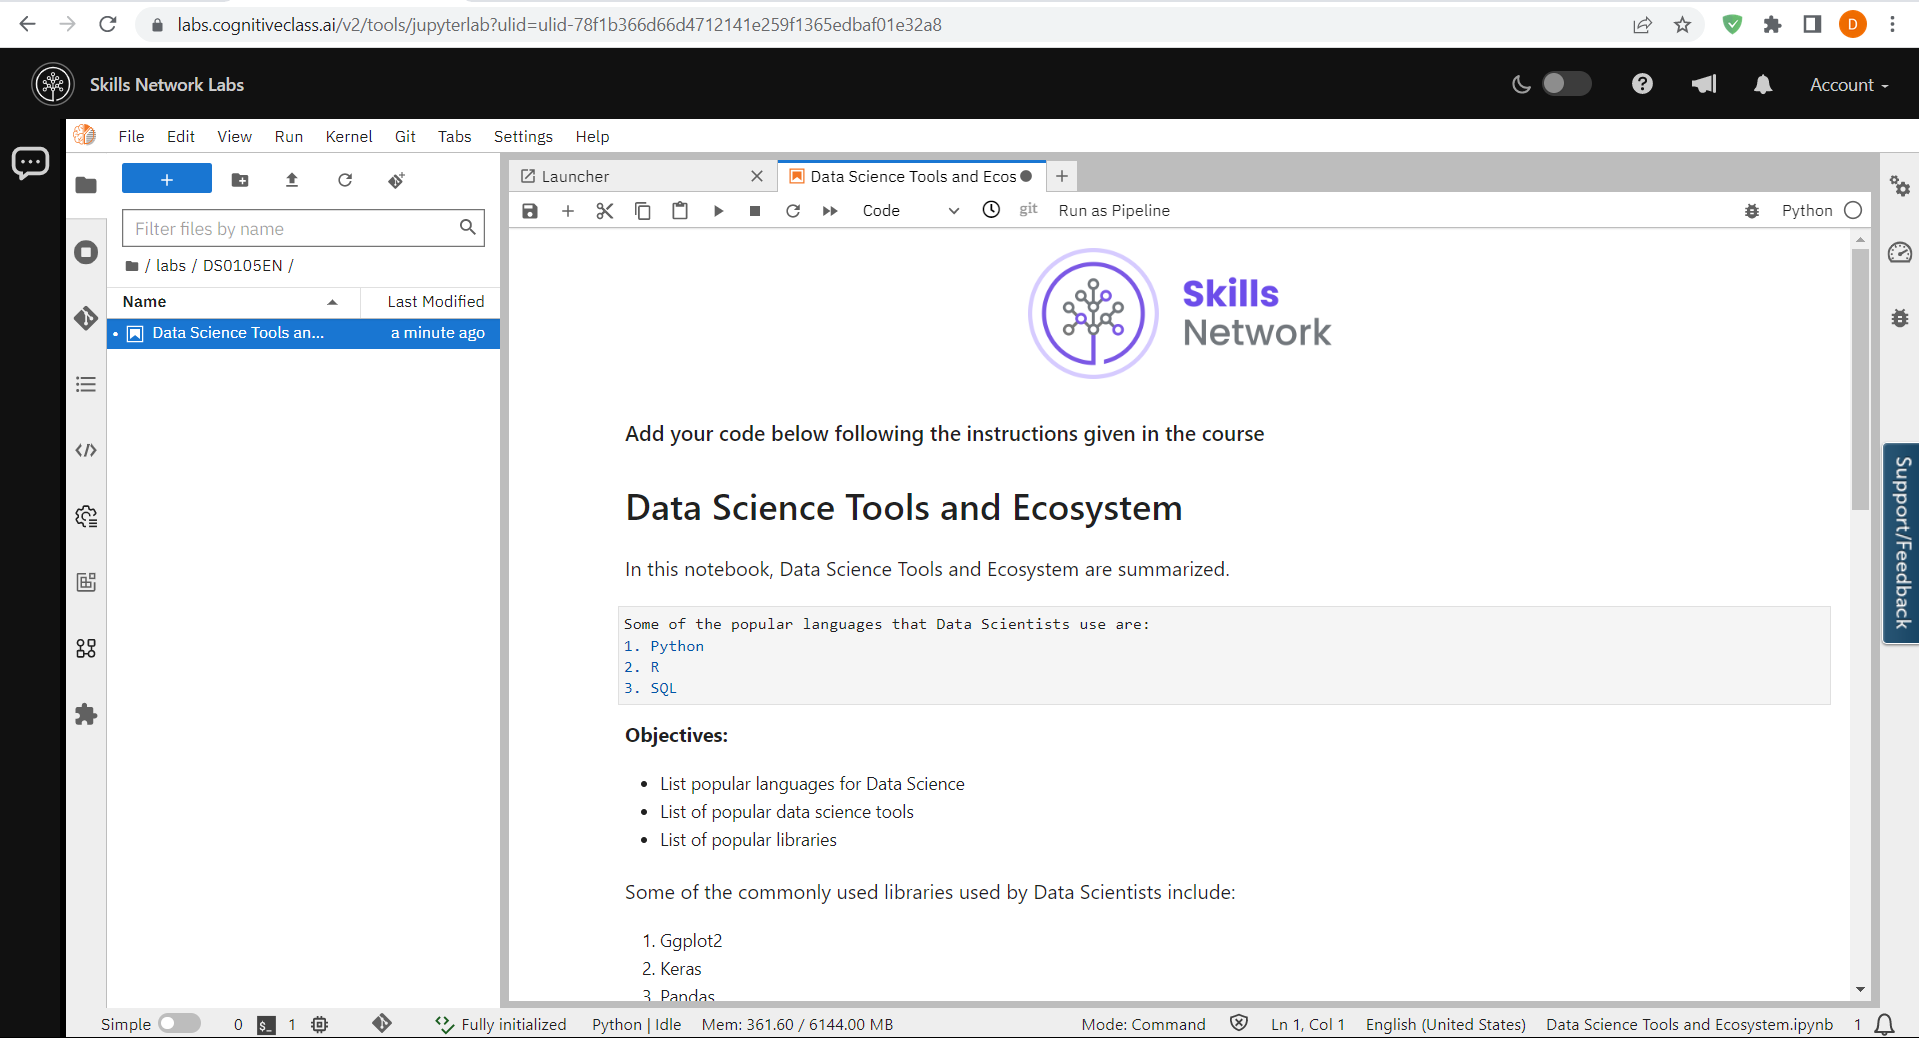 labs.cognitiveclass.ai/v2/tools/jupyterlab?ulid=ulid-78f1b366d66d4712141e259f1365edbaf01e32a8
D
Skills Network Labs
Account
File Edit View Run Kernel Git Tabs Settings Help
+
Filter files by name
/ labs / DS0105EN /
Name Last Modified
Data Science Tools an... a minute ago
Launcher
Data Science Tools and Ecos
Code
git
Run as Pipeline
Python
Skills
Network
Add your code below following the instructions given in the course
Data Science Tools and Ecosystem
In this notebook, Data Science Tools and Ecosystem are summarized.
Some of the popular languages that Data Scientists use are:
1. Python
2. R
3. SQL
Objectives:
• List popular languages for Data Science
• List of popular data science tools
• List of popular libraries
Some of the commonly used libraries used by Data Scientists include:
1. Ggplot2
2. Keras
3. Pandas
Support/Feedback
Simple 0 $_ 1 Fully initialized Python | Idle Mem: 361.60 / 6144.00 MB Mode: Command Ln 1, Col 1 English (United States) Data Science Tools and Ecosystem.ipynb 1